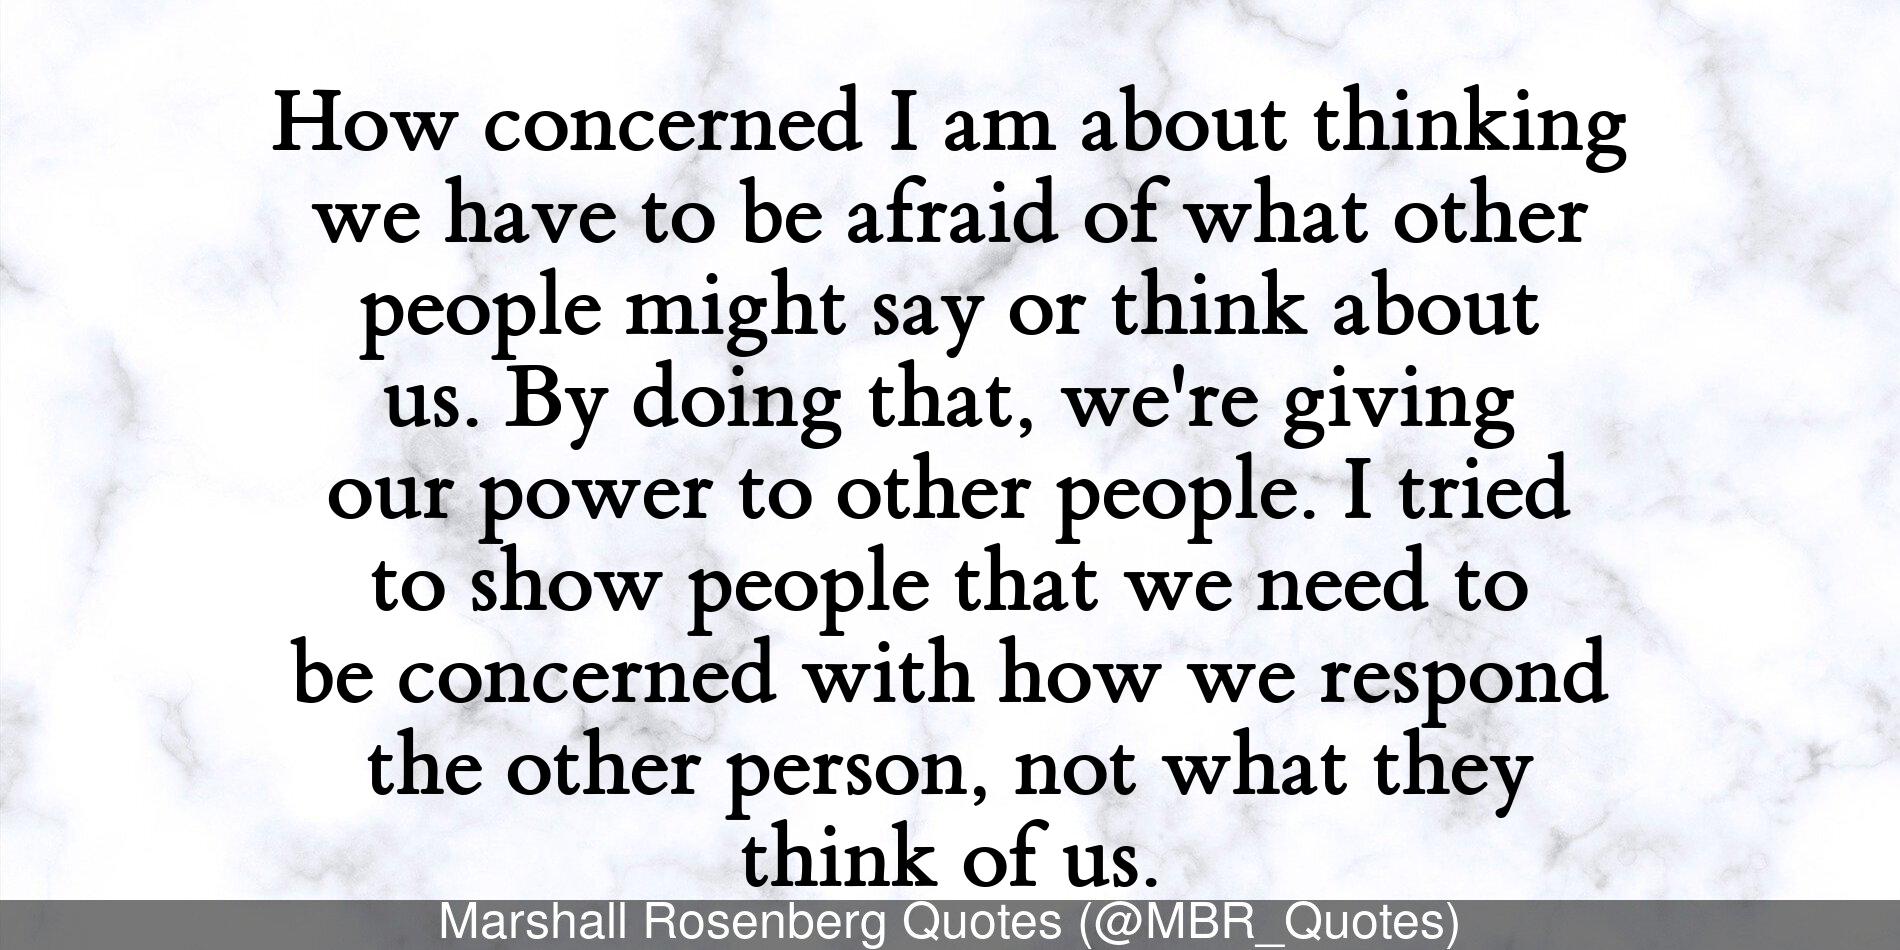 How concerned I am about thinking
we have to be afraid of what other
people might say or think about
us. By doing that, we're giving
our power to other people. I tried
to show people that we need to
be concerned with how we respond
the other person, not what they
think of us.
Marshall Rosenberg Quotes (@MBR_Quotes)